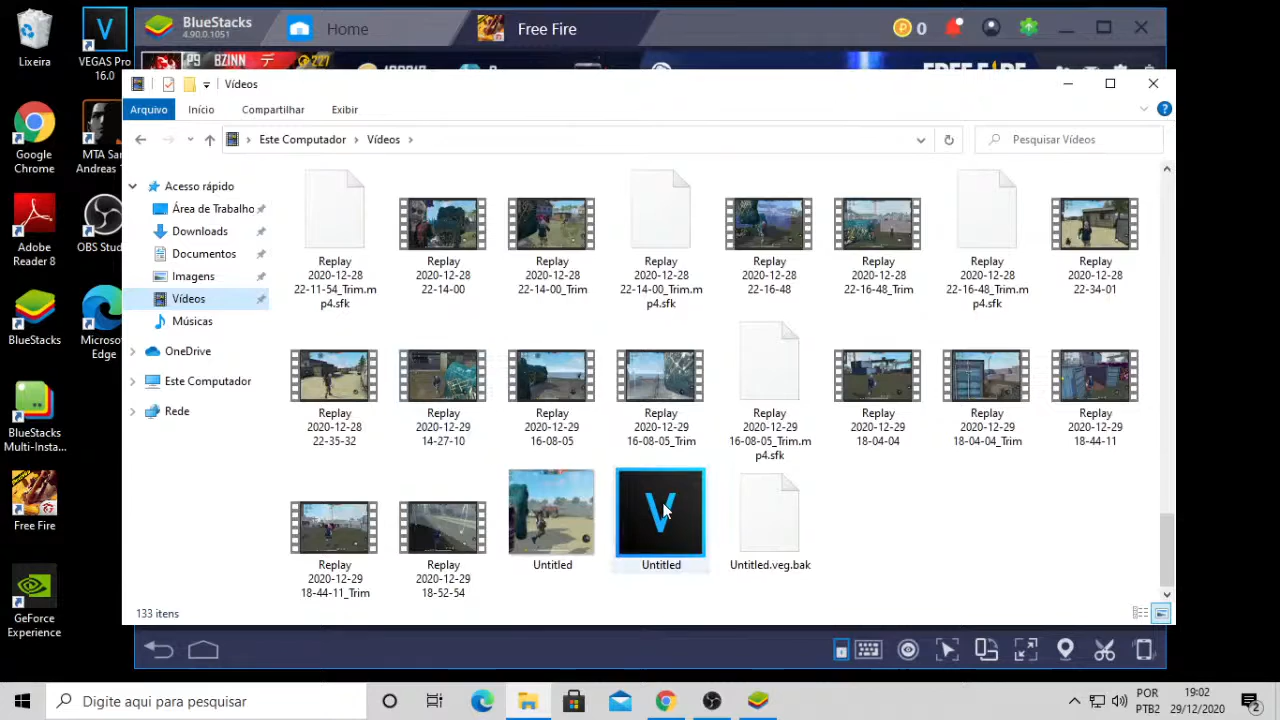 Lixeira
VEGAS Pro
16.0
Google
Chrome
MTA San
Andreas
Adobe
Reader 8
OBS Stud
BlueStacks
Micros
Edge
BlueStacks
Multi-Insta...
Free Fire
GeForce
Experience
BlueStacks
4.90.0.1051
Home
Free Fire
0
BZINN
FREE FIRE
Vídeos
Arquivo
Início
Compartilhar
Exibir
Este Computador > Vídeos >
Pesquisar Vídeos
Acesso rápido
Área de Trabalho
Downloads
Documentos
Imagens
Vídeos
Músicas
OneDrive
Este Computador
Rede
Replay
2020-12-28
22-11-54_Trim.m
p4.sfk
Replay
2020-12-28
22-14-00
Replay
2020-12-28
22-14-00_Trim
Replay
2020-12-28
22-14-00_Trim.m
p4.sfk
Replay
2020-12-28
22-16-48
Replay
2020-12-28
22-16-48_Trim
Replay
2020-12-28
22-16-48_Trim.m
p4.sfk
Replay
2020-12-28
22-34-01
Replay
2020-12-28
22-35-32
Replay
2020-12-29
14-27-10
Replay
2020-12-29
16-08-05
Replay
2020-12-29
16-08-05_Trim
Replay
2020-12-29
16-08-05_Trim.m
p4.sfk
Replay
2020-12-29
18-04-04
Replay
2020-12-29
18-04-04_Trim
Replay
2020-12-29
18-44-11
Replay
2020-12-29
18-44-11_Trim
Replay
2020-12-29
18-52-54
Untitled
Untitled
Untitled.veg.bak
133 itens
Digite aqui para pesquisar
POR
PTB2
19:02
29/12/2020
2